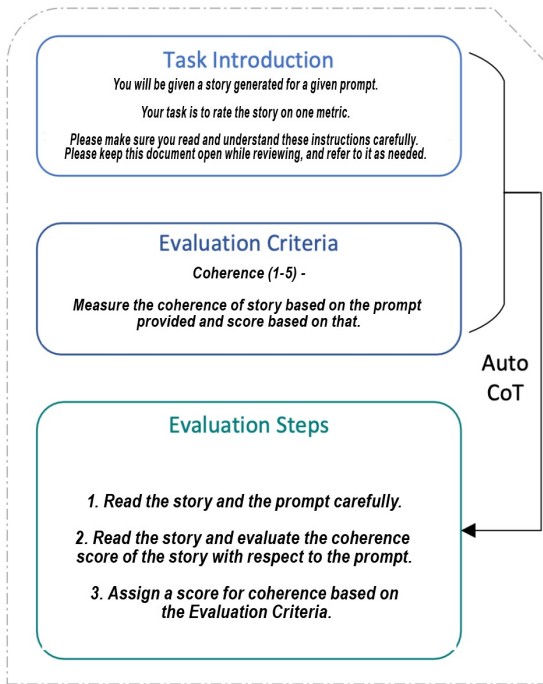 Task Introduction
You will be given a story generated for a given prompt.
Your task is to rate the story on one metric.
Please make sure you read and understand these instructions carefully.
Please keep this document open while reviewing, and refer to it as needed.
Evaluation Criteria
Coherence (1-5) -
Measure the coherence of story based on the prompt
provided and score based on that.
Auto
CoT
Evaluation Steps
1. Read the story and the prompt carefully.
2. Read the story and evaluate the coherence
score of the story with respect to the prompt.
3. Assign a score for coherence based on
the Evaluation Criteria.